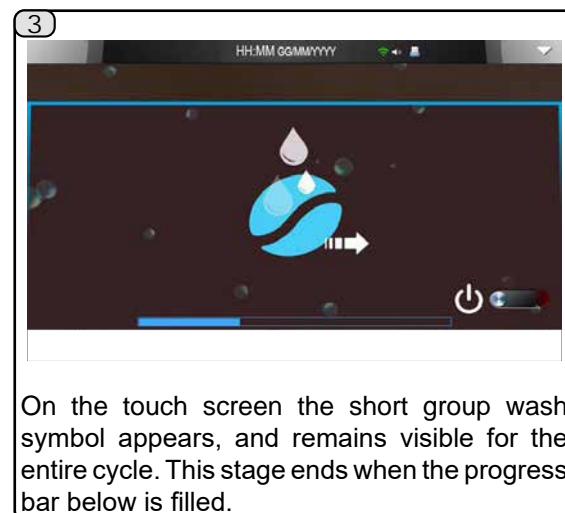 3
HH:MM GG/MM/YYYY
On the touch screen the short group wash
symbol appears, and remains visible for the
entire cycle. This stage ends when the progress
bar below is filled.